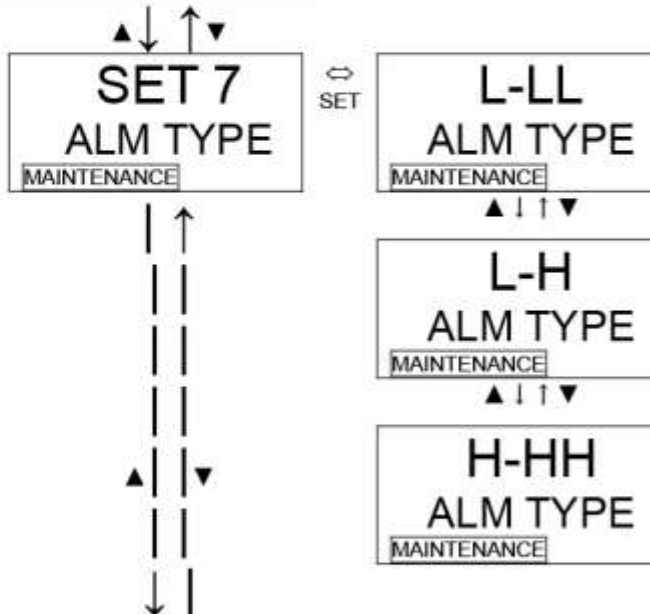 ▲↓ ↑▼
SET 7
ALM TYPE
MAINTENANCE
⇔
SET
L-LL
ALM TYPE
MAINTENANCE
▲↓↑▼
L-H
ALM TYPE
MAINTENANCE
▲↓↑▼
H-HH
ALM TYPE
MAINTENANCE
▲ ▼